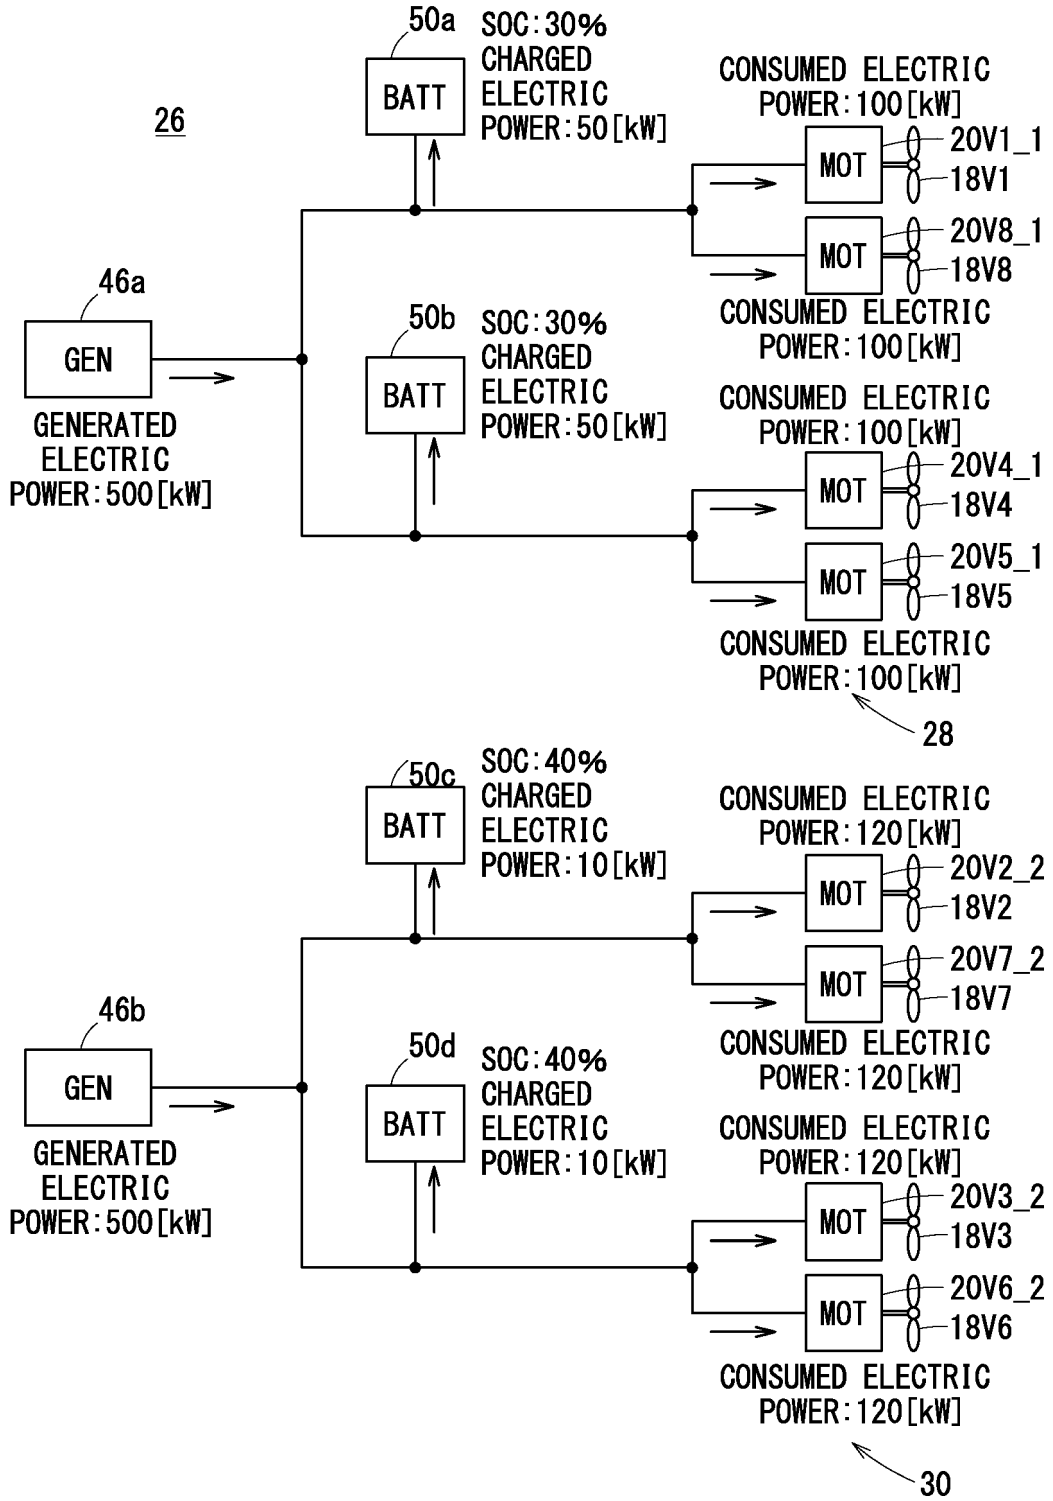 26
50a
SOC:30%
CHARGED
ELECTRIC
POWER:50[kW]
BATT
CONSUMED ELECTRIC
POWER:100[kW]
MOT
20V1_1
18V1
MOT
20V8_1
18V8
CONSUMED ELECTRIC
POWER:100[kW]
46a
GEN
GENERATED
ELECTRIC
POWER:500[kW]
50b
SOC:30%
CHARGED
ELECTRIC
POWER:50[kW]
BATT
CONSUMED ELECTRIC
POWER:100[kW]
MOT
20V4_1
18V4
MOT
20V5_1
18V5
CONSUMED ELECTRIC
POWER:100[kW]
28
50c
SOC:40%
CHARGED
ELECTRIC
POWER:10[kW]
BATT
CONSUMED ELECTRIC
POWER:120[kW]
MOT
20V2_2
18V2
MOT
20V7_2
18V7
CONSUMED ELECTRIC
POWER:120[kW]
46b
GEN
GENERATED
ELECTRIC
POWER:500[kW]
50d
SOC:40%
CHARGED
ELECTRIC
POWER:10[kW]
BATT
CONSUMED ELECTRIC
POWER:120[kW]
MOT
20V3_2
18V3
MOT
20V6_2
18V6
CONSUMED ELECTRIC
POWER:120[kW]
30